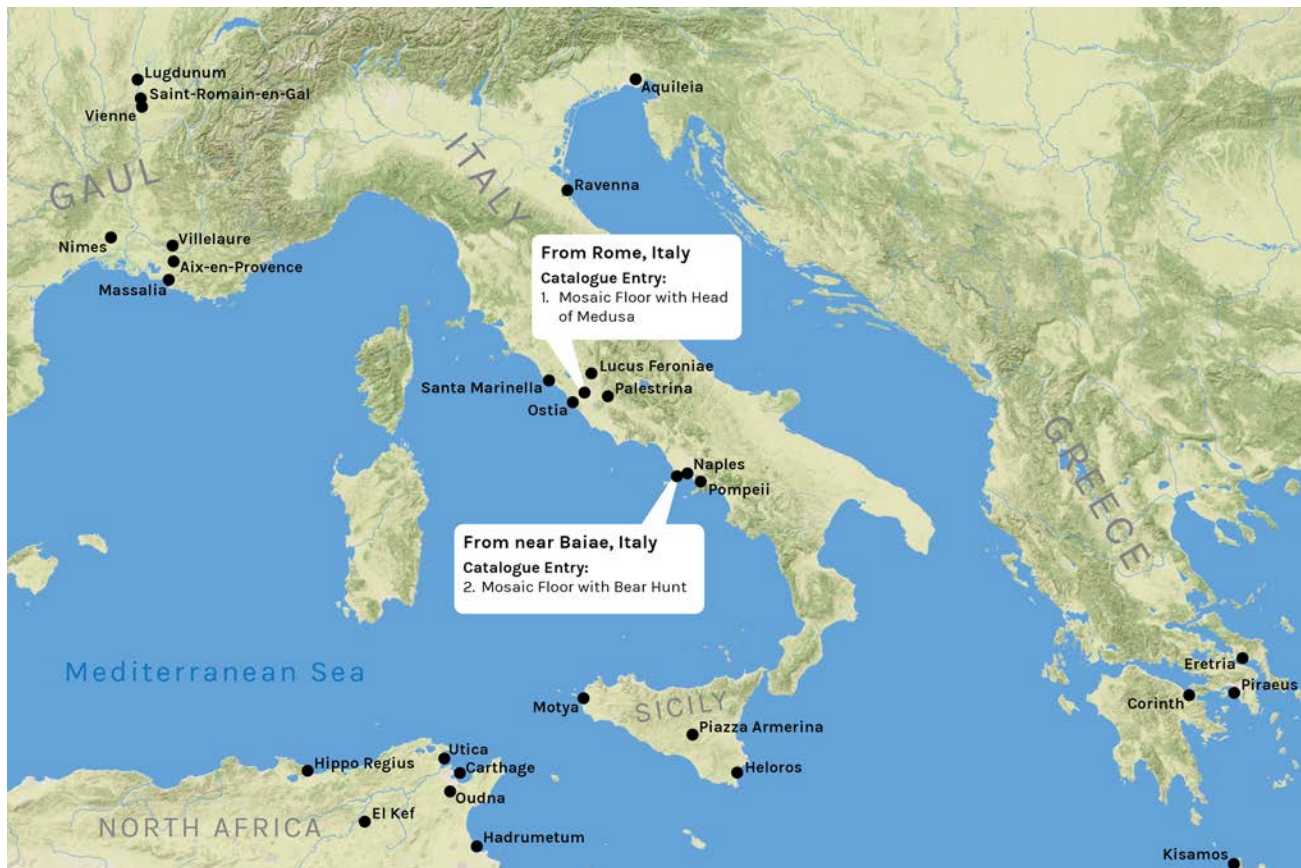 Lugdunum
Saint-Romain-en-Gal
Vienne
Aquileia
GAUL
ITALY
Ravenna
Nimes
Villelaure
Aix-en-Provence
Massalia
From Rome, Italy
Catalogue Entry:
1. Mosaic Floor with Head
of Medusa
Lucus Feroniae
Santa Marinella
Palestrina
Ostia
GREECE
Naples
Pompeii
From near Baiae, Italy
Catalogue Entry:
2. Mosaic Floor with Bear Hunt
Mediterranean Sea
Eretria
Piraeus
Corinth
Motya
SICILY
Piazza Armerina
Utica
Hippo Regius
Carthage
Heloros
Oudna
El Kef
NORTH AFRICA
Hadrumetum
Kisamos